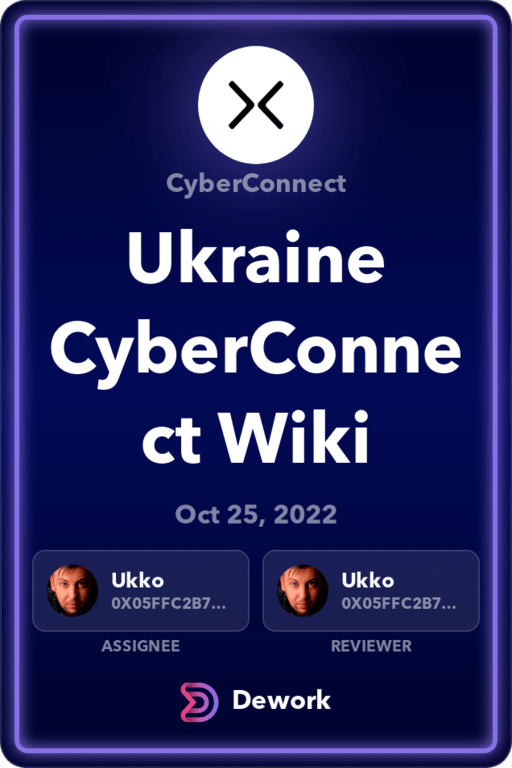 CyberConnect
Ukraine
CyberConne
ct Wiki
Oct 25, 2022
Ukko
0X05FFC2B7...
ASSIGNEE
Ukko
0X05FFC2B7...
REVIEWER
Dework